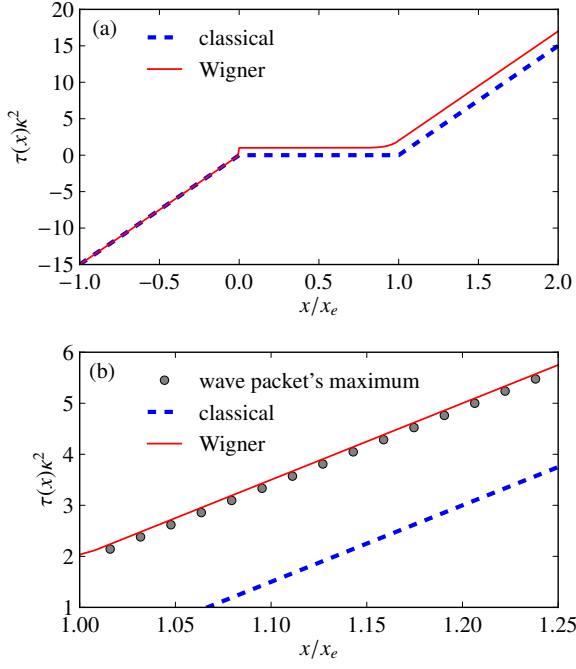 (a)
classical
Wigner
20
15
10
5
0
−5
−10
−15
τ(x)κ²
−1.0 −0.5 0.0 0.5 1.0 1.5 2.0
x/xₑ
(b)
wave packet's maximum
classical
Wigner
6
5
4
3
2
1
τ(x)κ²
1.00 1.05 1.10 1.15 1.20 1.25
x/xₑ